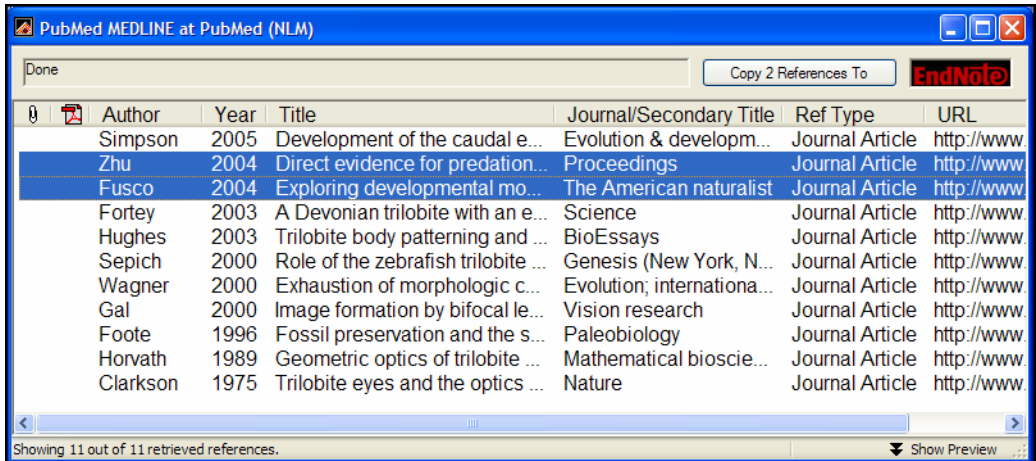 PubMed MEDLINE at PubMed (NLM)
Done Copy 2 References To EndNote
Author Year Title Journal/Secondary Title Ref Type URL
Simpson 2005 Development of the caudal e... Evolution & developm... Journal Article http://www.
Zhu 2004 Direct evidence for predation... Proceedings Journal Article http://www.
Fusco 2004 Exploring developmental mo... The American naturalist Journal Article http://www.
Fortey 2003 A Devonian trilobite with an e... Science Journal Article http://www.
Hughes 2003 Trilobite body patterning and ... BioEssays Journal Article http://www.
Sepich 2000 Role of the zebrafish trilobite ... Genesis (New York, N... Journal Article http://www.
Wagner 2000 Exhaustion of morphologic c... Evolution; internationa... Journal Article http://www.
Gal 2000 Image formation by bifocal le... Vision research Journal Article http://www.
Foote 1996 Fossil preservation and the s... Paleobiology Journal Article http://www.
Horvath 1989 Geometric optics of trilobite ... Mathematical bioscie... Journal Article http://www.
Clarkson 1975 Trilobite eyes and the optics ... Nature Journal Article http://www.
Showing 11 out of 11 retrieved references. Show Preview